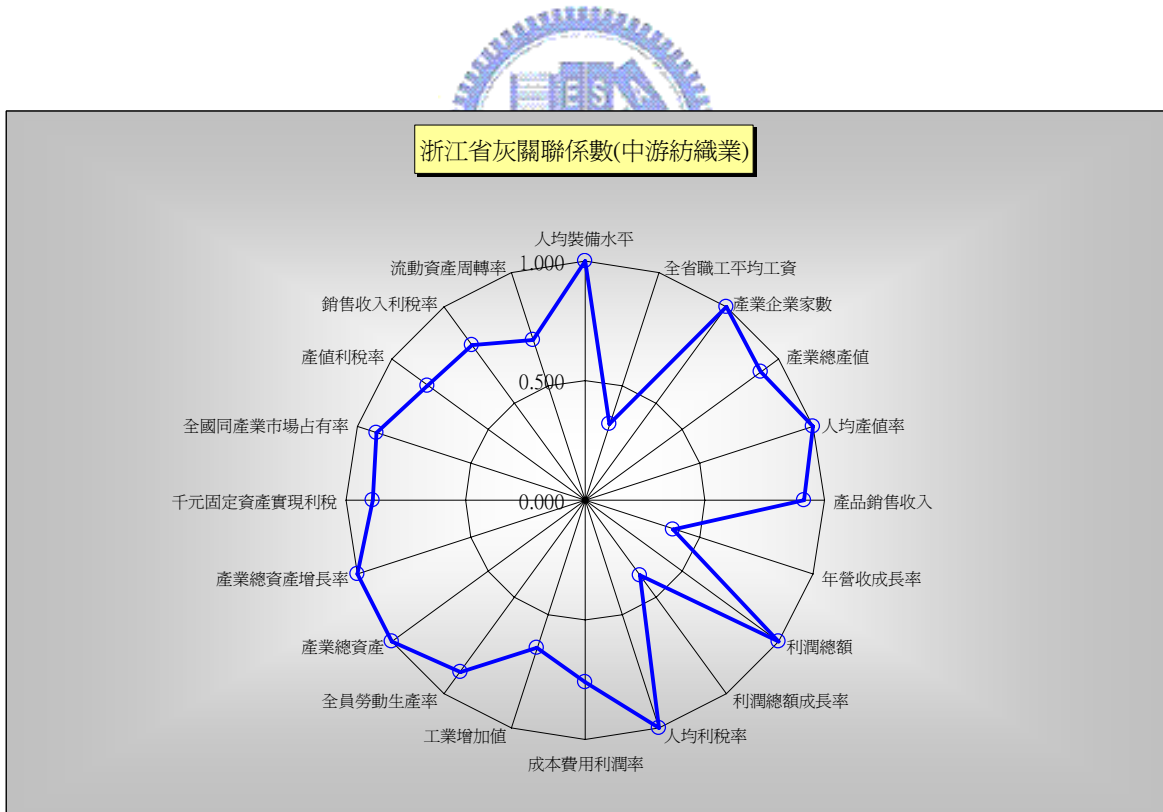 ESA
浙江省灰關聯係數(中游紡織業)
人均裝備水平
1.000
全省職工平均工資
產業企業家數
產業總產值
人均產值率
產品銷售收入
年營收成長率
利潤總額
利潤總額成長率
人均利稅率
成本費用利潤率
工業增加值
全員勞動生產率
產業總資產
產業總資產增長率
千元固定資產實現利稅
全國同產業市場占有率
產值利稅率
銷售收入利稅率
流動資產周轉率
0.500
0.000